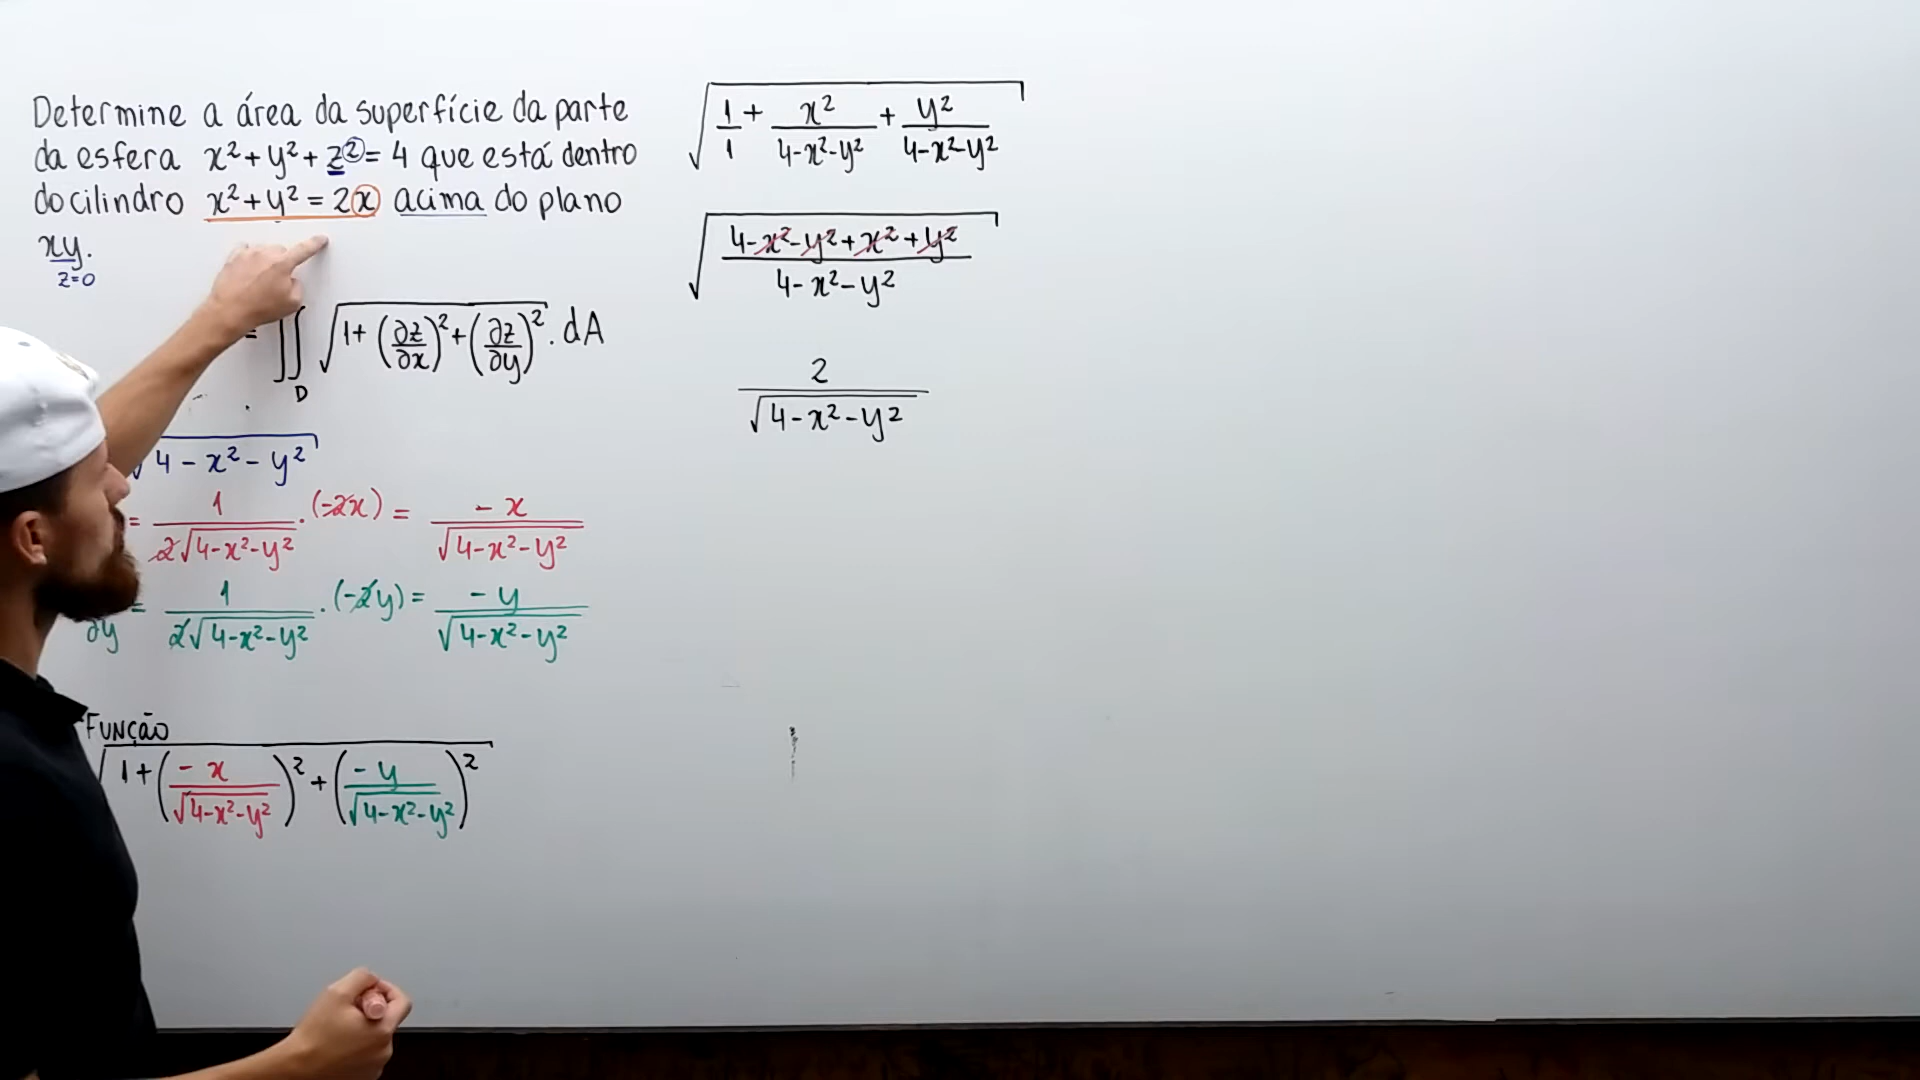 Determine a área da superfície da parte
da esfera x²+y²+z²=4 que está dentro
do cilindro x²+y²=2x acima do plano
xy.
z=0
= ∬_D √(1+(∂z/∂x)²+(∂z/∂y)²) . dA
√(4-x²-y²)
= 1/(2√(4-x²-y²)) . (-2x) = -x/√(4-x²-y²)
∂y = 1/(2√(4-x²-y²)) . (-2y) = -y/√(4-x²-y²)
FUNÇÃO
√(1+(-x/√(4-x²-y²))²+(-y/√(4-x²-y²))²)
√(1/1 + x²/(4-x²-y²) + y²/(4-x²-y²))
√((4-x²-y²+x²+y²)/(4-x²-y²))
2/√(4-x²-y²)